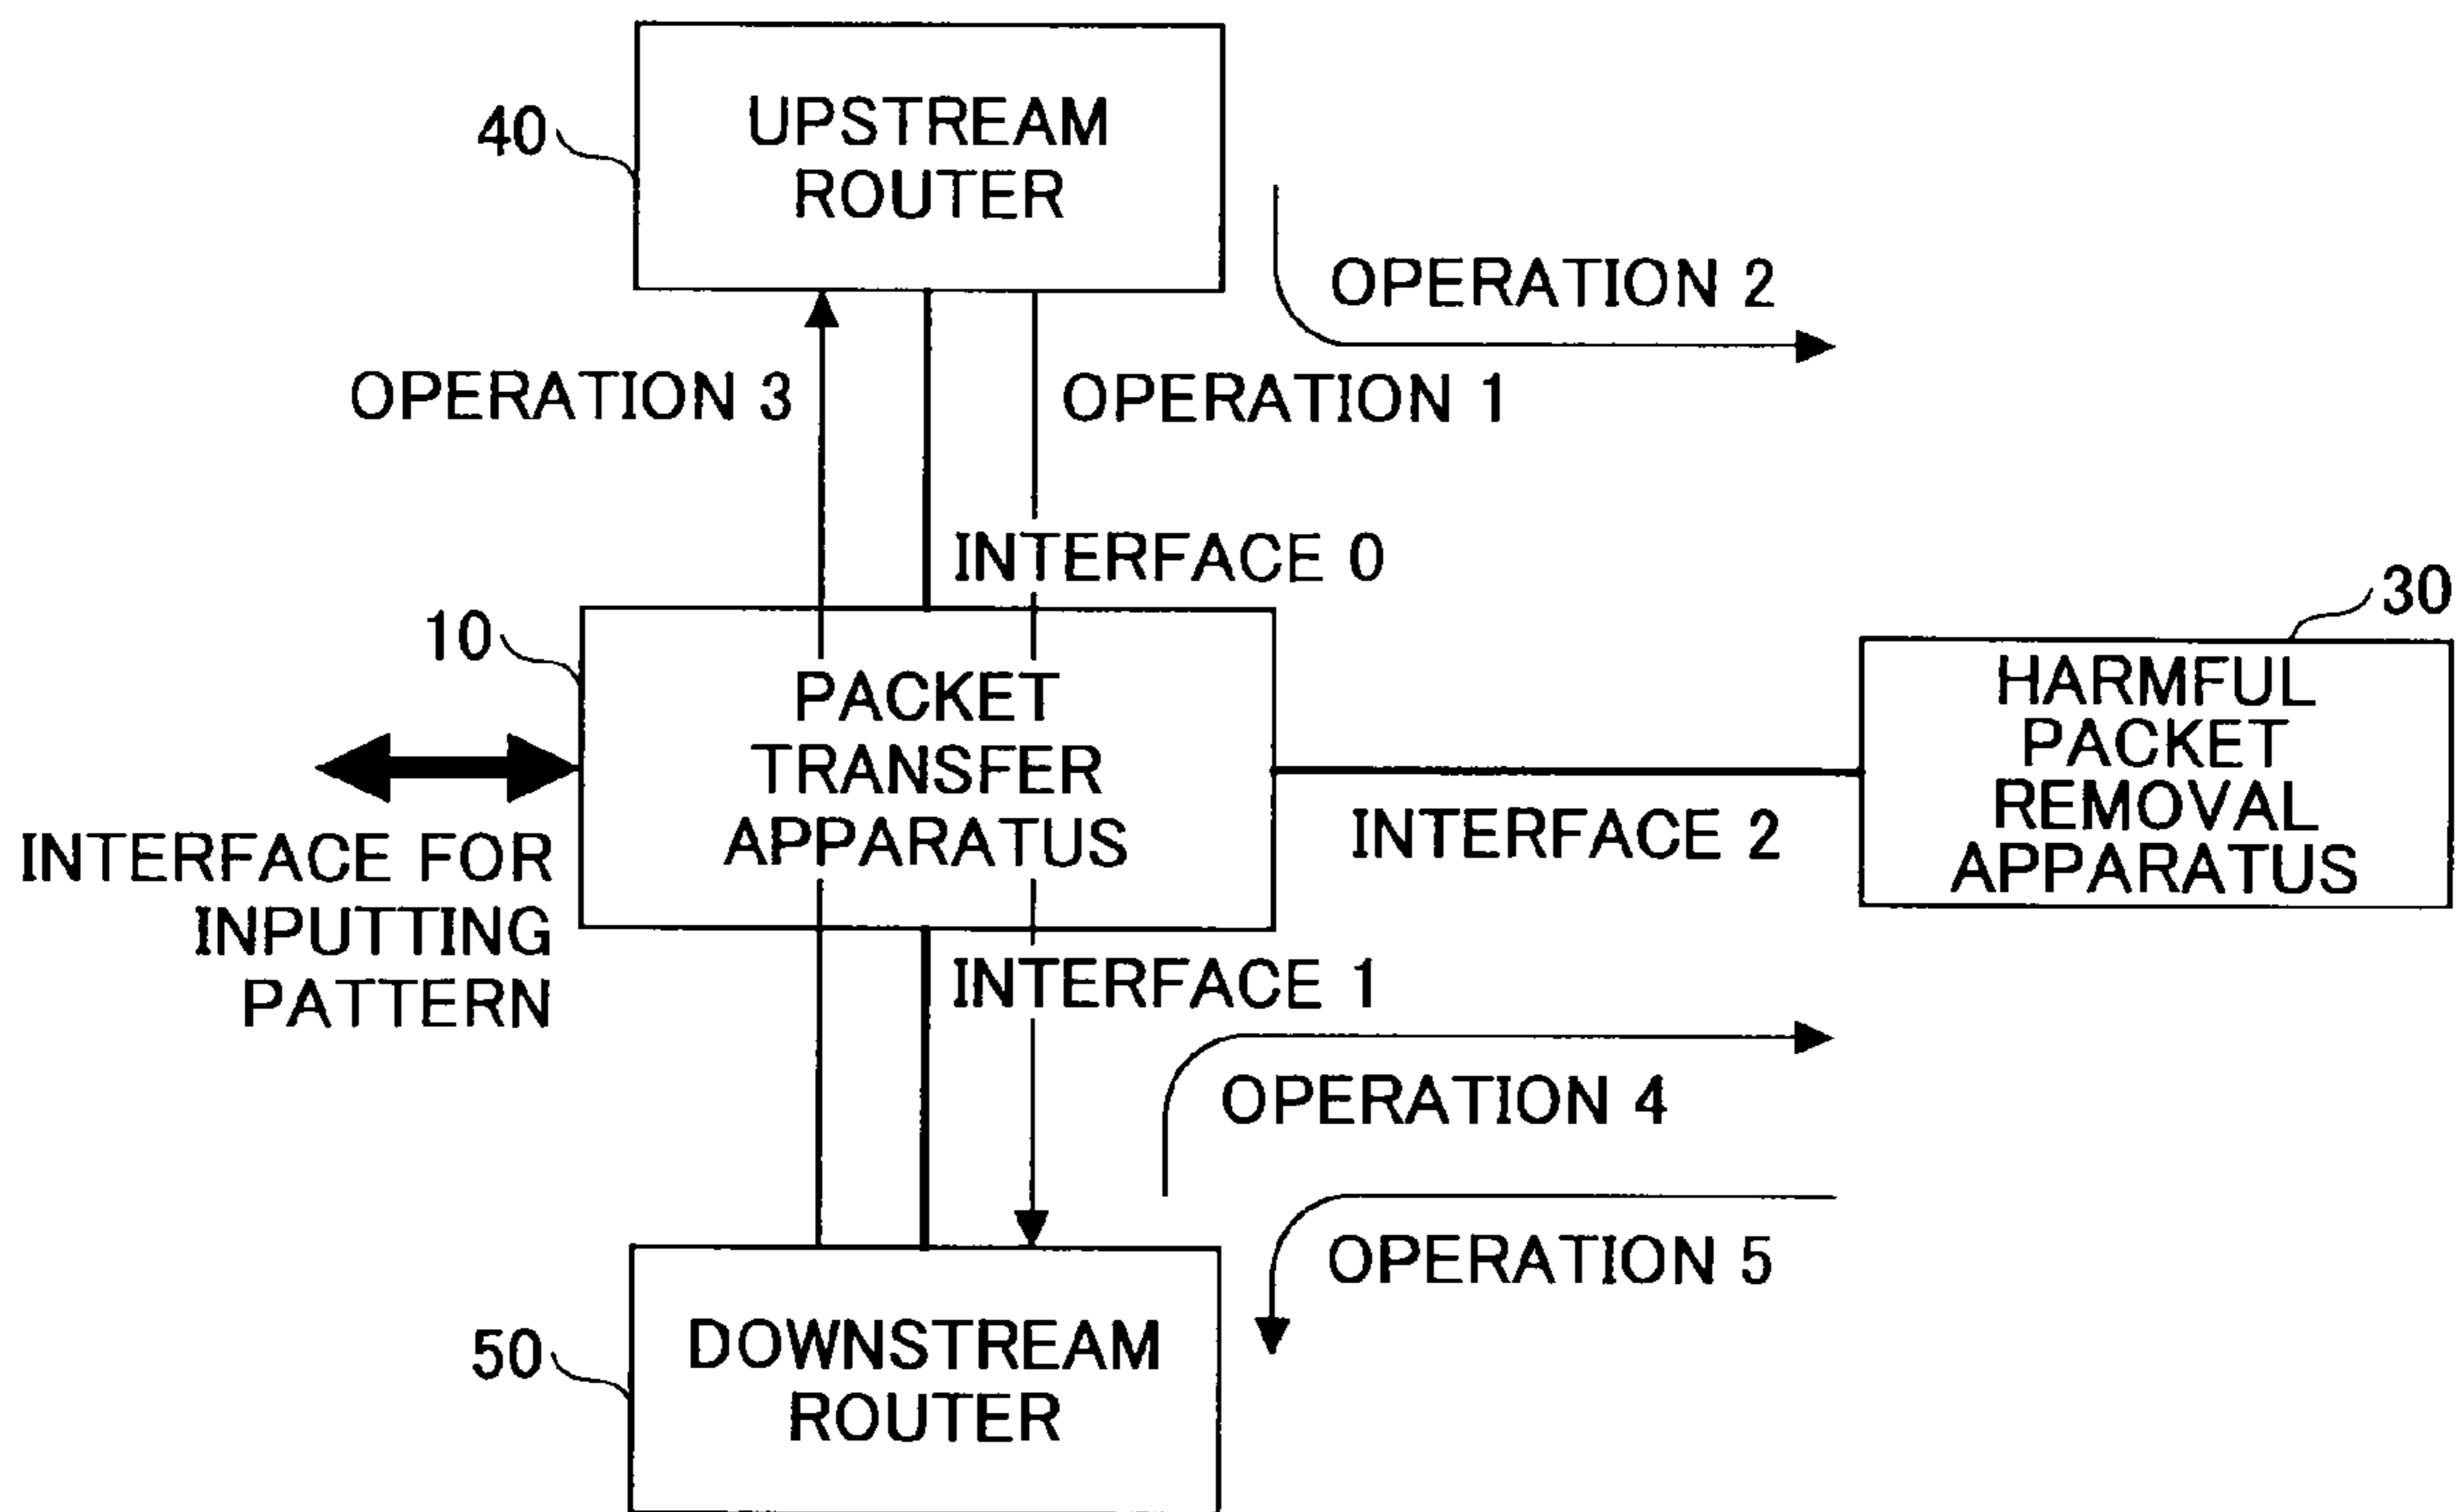 40
UPSTREAM
ROUTER
OPERATION 2
OPERATION 3
OPERATION 1
INTERFACE 0
10
30
PACKET
TRANSFER
APPARATUS
HARMFUL
PACKET
REMOVAL
APPARATUS
INTERFACE 2
INTERFACE FOR
INPUTTING
PATTERN
INTERFACE 1
OPERATION 4
OPERATION 5
50
DOWNSTREAM
ROUTER